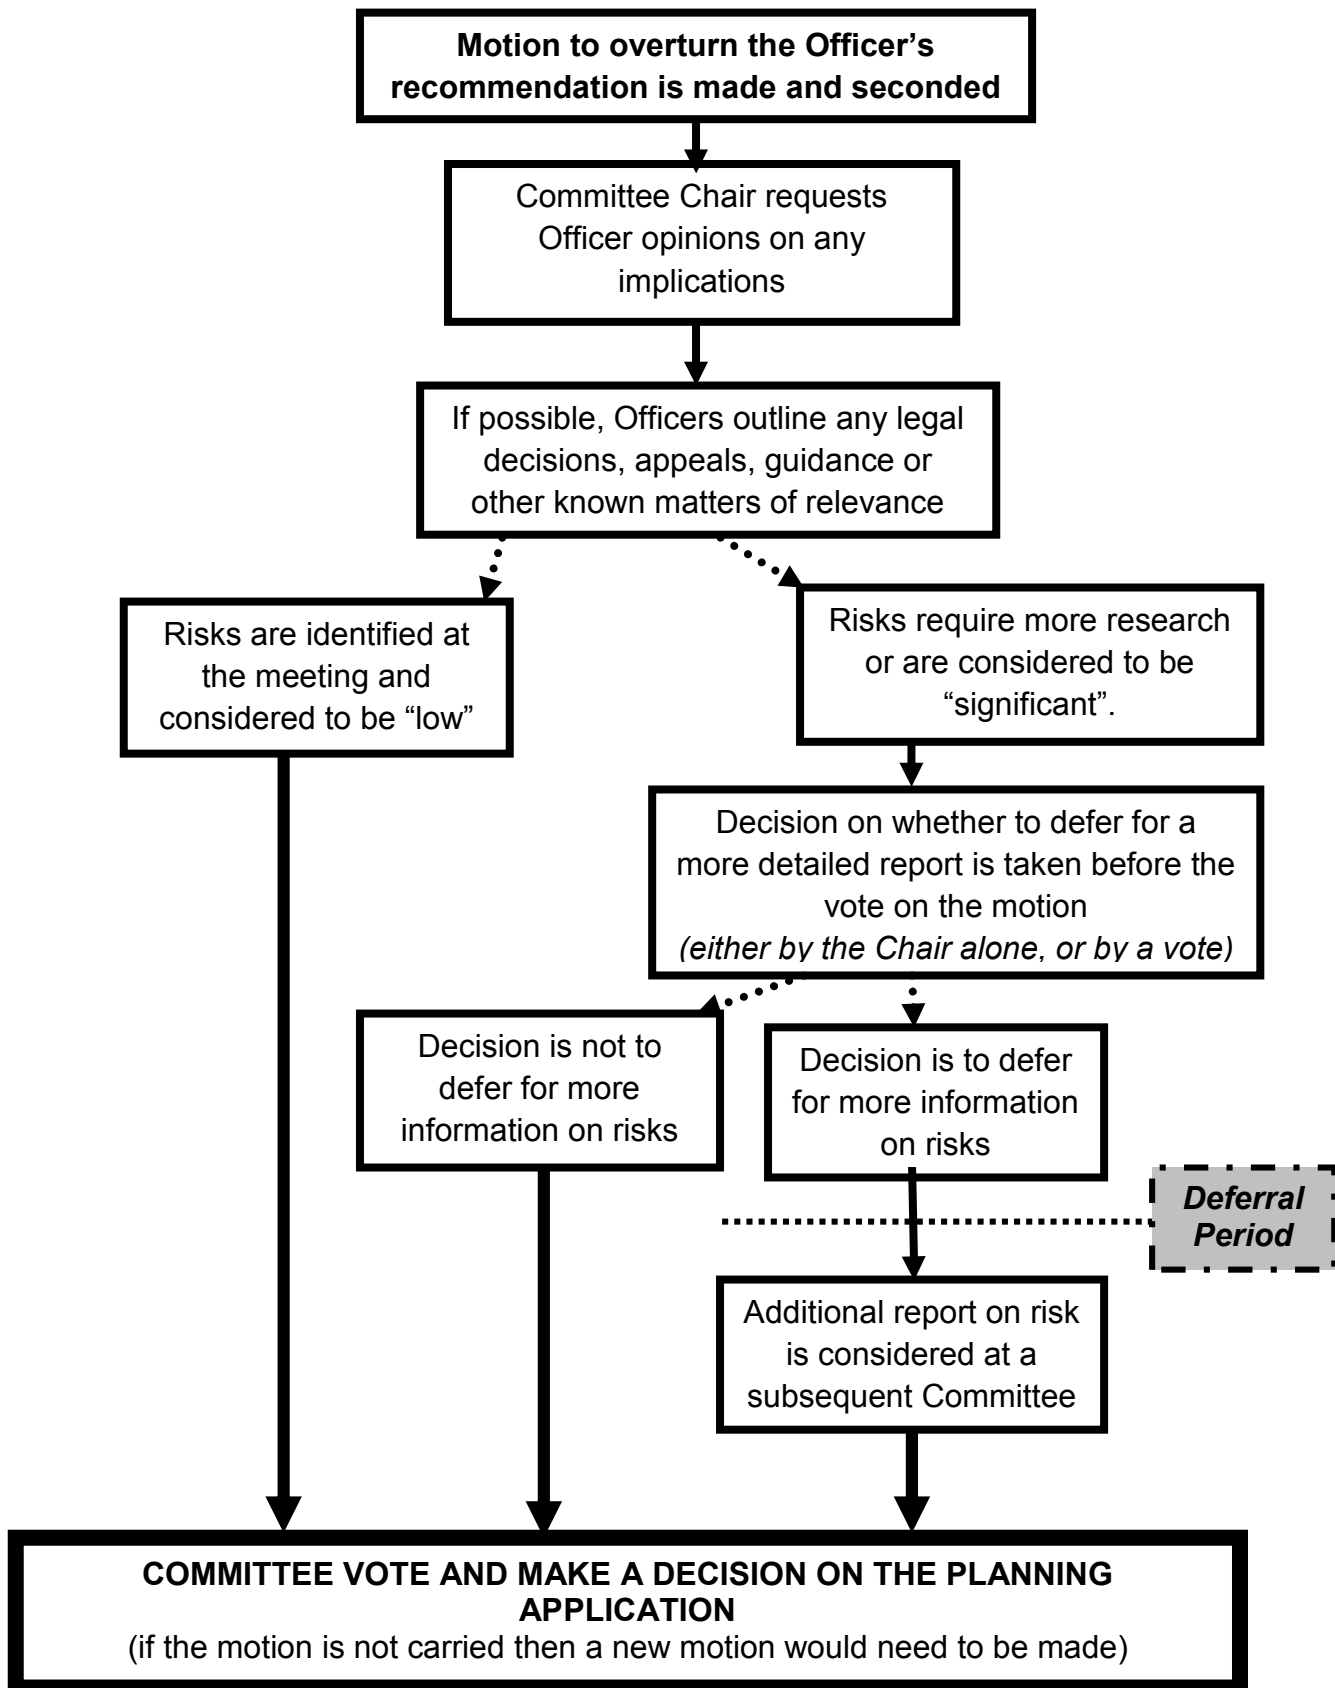 Motion to overturn the Officer’s
recommendation is made and seconded
Committee Chair requests
Officer opinions on any
implications
If possible, Officers outline any legal
decisions, appeals, guidance or
other known matters of relevance
Risks are identified at
the meeting and
considered to be “low”
Risks require more research
or are considered to be
“significant”.
Decision on whether to defer for a
more detailed report is taken before the
vote on the motion
(either by the Chair alone, or by a vote)
Decision is not to
defer for more
information on risks
Decision is to defer
for more information
on risks
Deferral
Period
Additional report on risk
is considered at a
subsequent Committee
COMMITTEE VOTE AND MAKE A DECISION ON THE PLANNING
APPLICATION
(if the motion is not carried then a new motion would need to be made)